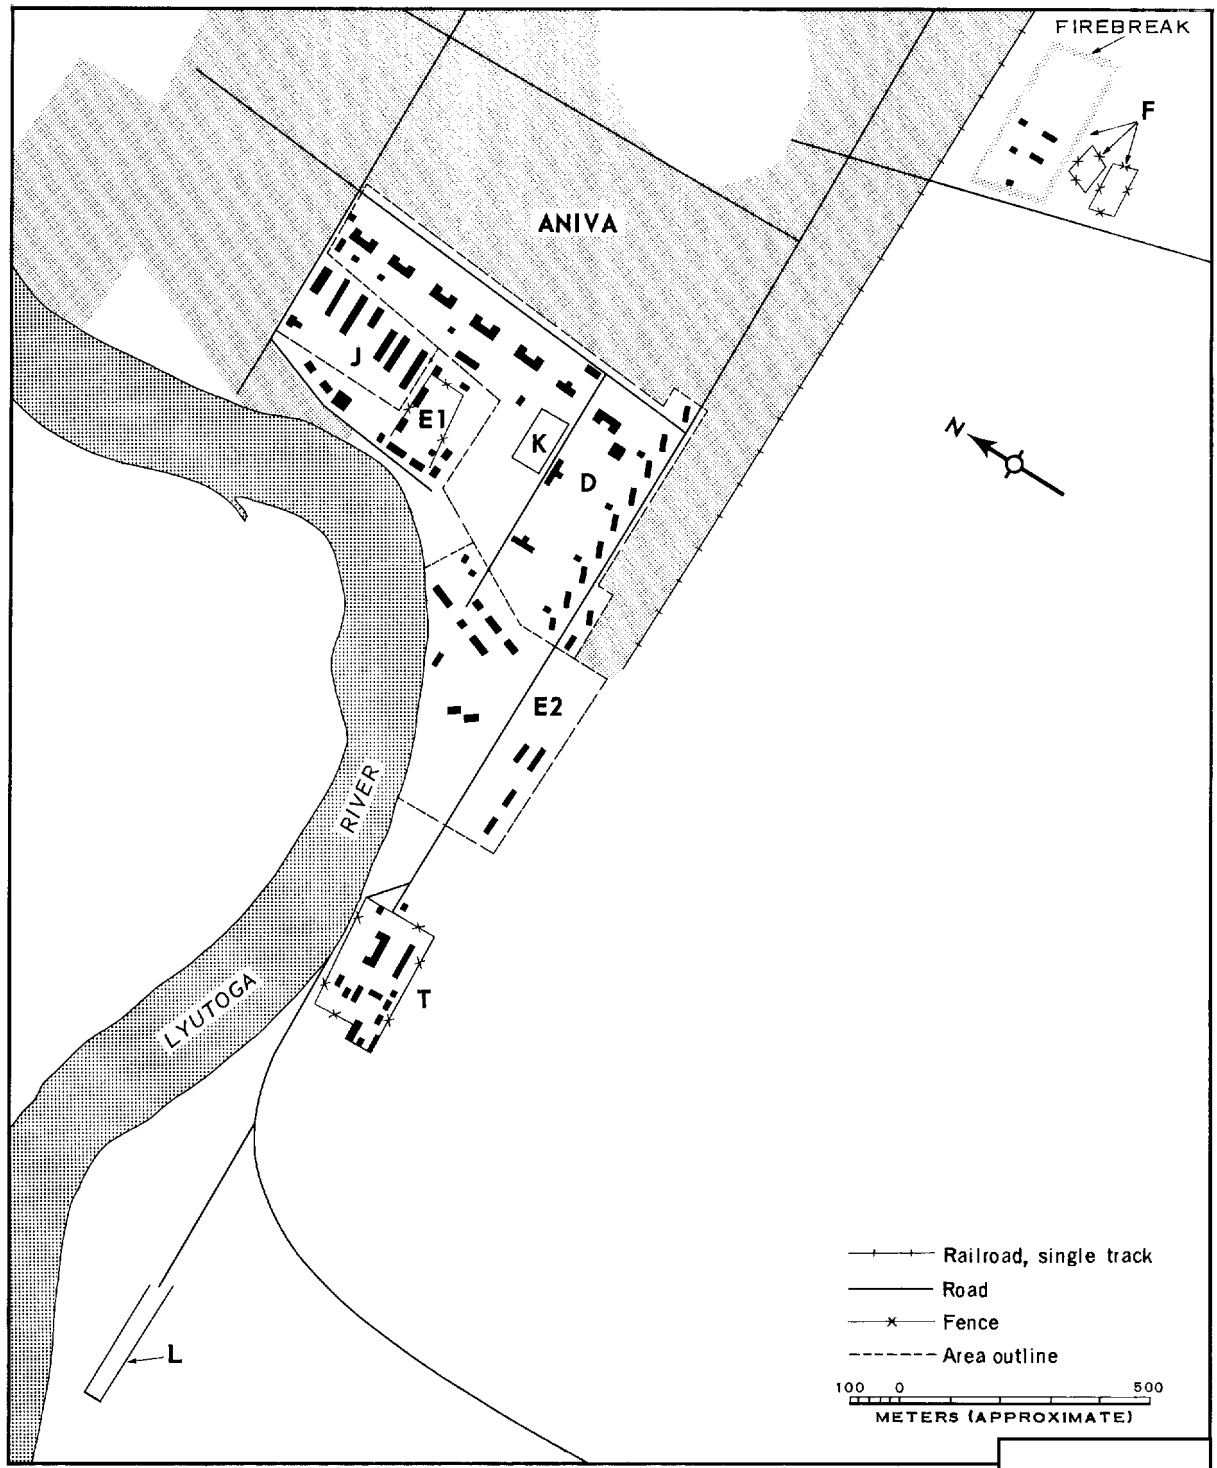 FIREBREAK
F
ANIVA
J
E1
K
D
N
E2
RIVER
LYUTOGA
T
L
Railroad, single track
Road
Fence
Area outline
100 0 500
METERS (APPROXIMATE)